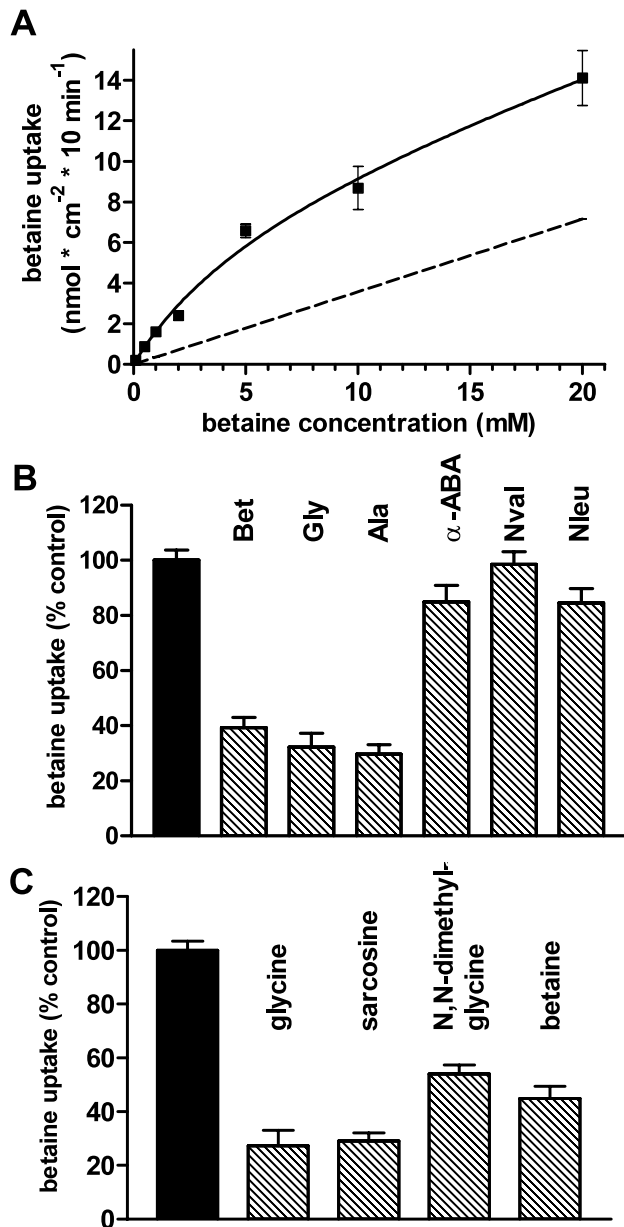 A
betaine uptake
(nmol * cm⁻² * 10 min⁻¹)
14
12
10
8
6
4
2
0
0 5 10 15 20
betaine concentration (mM)
B
betaine uptake (% control)
120
100
80
60
40
20
0
Bet
Gly
Ala
α-ABA
Nval
Nleu
C
betaine uptake (% control)
120
100
80
60
40
20
0
glycine
sarcosine
N,N-dimethyl-
glycine
betaine